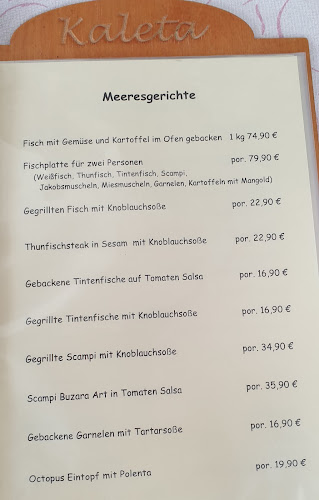 Kaleta
Meeresgerichte
Fisch mit Gemüse und Kartoffel im Ofen gebacken 1 kg 74,90 €
Fischplatte für zwei Personen por. 79,90 €
(Weißfisch, Thunfisch, Tintenfisch, Scampi,
Jakobsmuscheln, Miesmuscheln, Garnelen, Kartoffeln mit Mangold)
Gegrillten Fisch mit Knoblauchsoße por. 22,90 €
Thunfischsteak in Sesam mit Knoblauchsoße por. 22,90 €
Gebackene Tintenfische auf Tomaten Salsa por. 16,90 €
Gegrillte Tintenfische mit Knoblauchsoße por. 16,90 €
Gegrillte Scampi mit Knoblauchsoße por. 34,90 €
Scampi Buzara Art in Tomaten Salsa por. 35,90 €
Gebackene Garnelen mit Tartarsoße por. 16,90 €
Octopus Eintopf mit Polenta por. 19,90 €